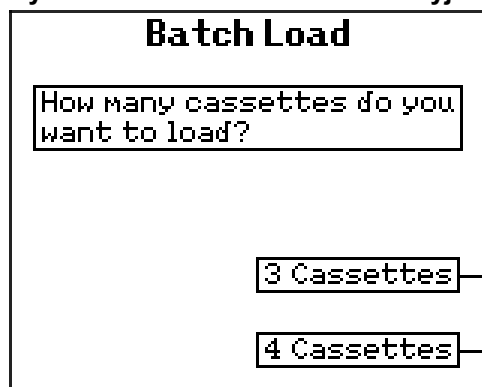 Batch Load
How many cassettes do you
want to load?
3 Cassettes
4 Cassettes